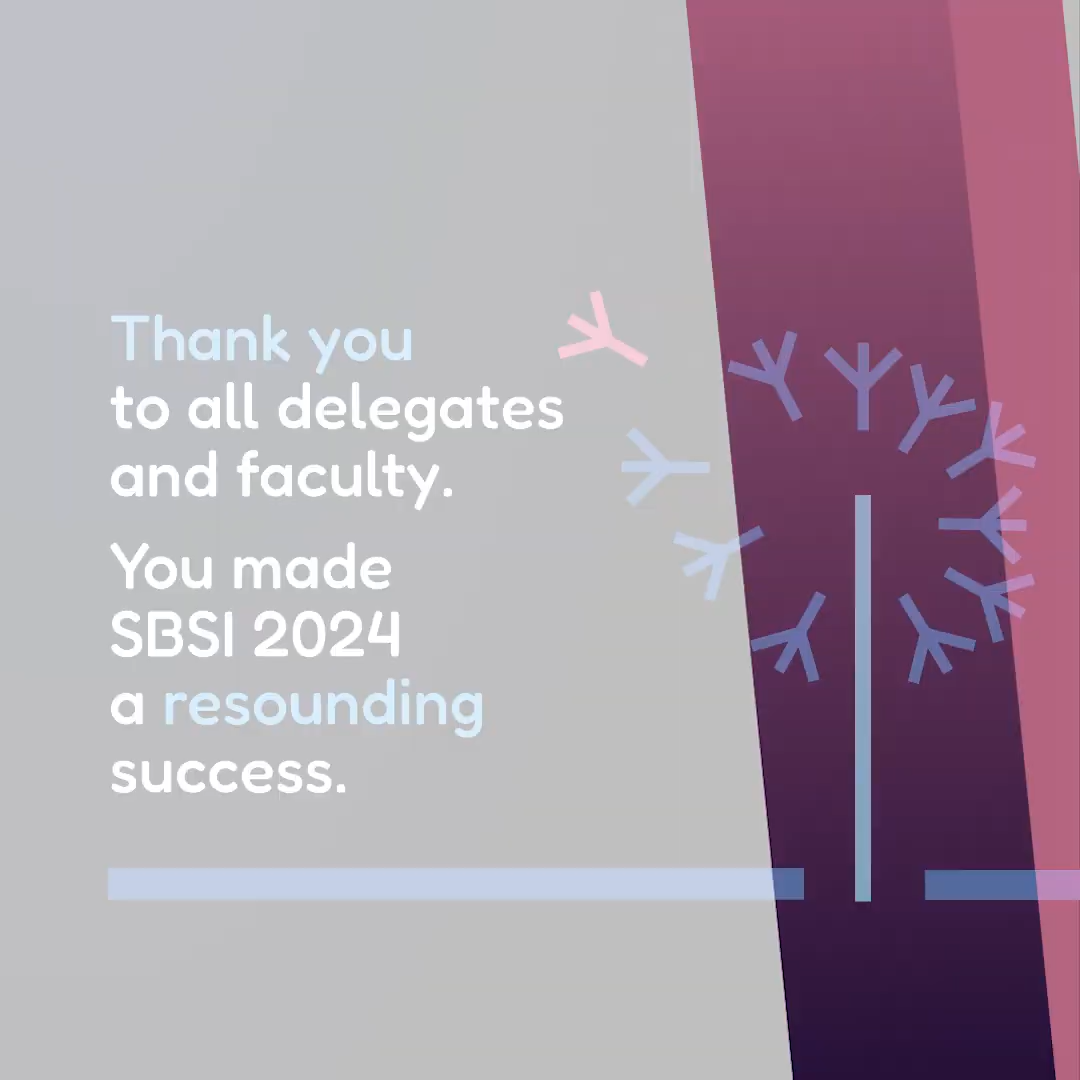 Thank you
to all delegates
and faculty.
You made
SBSI 2024
a resounding
success.